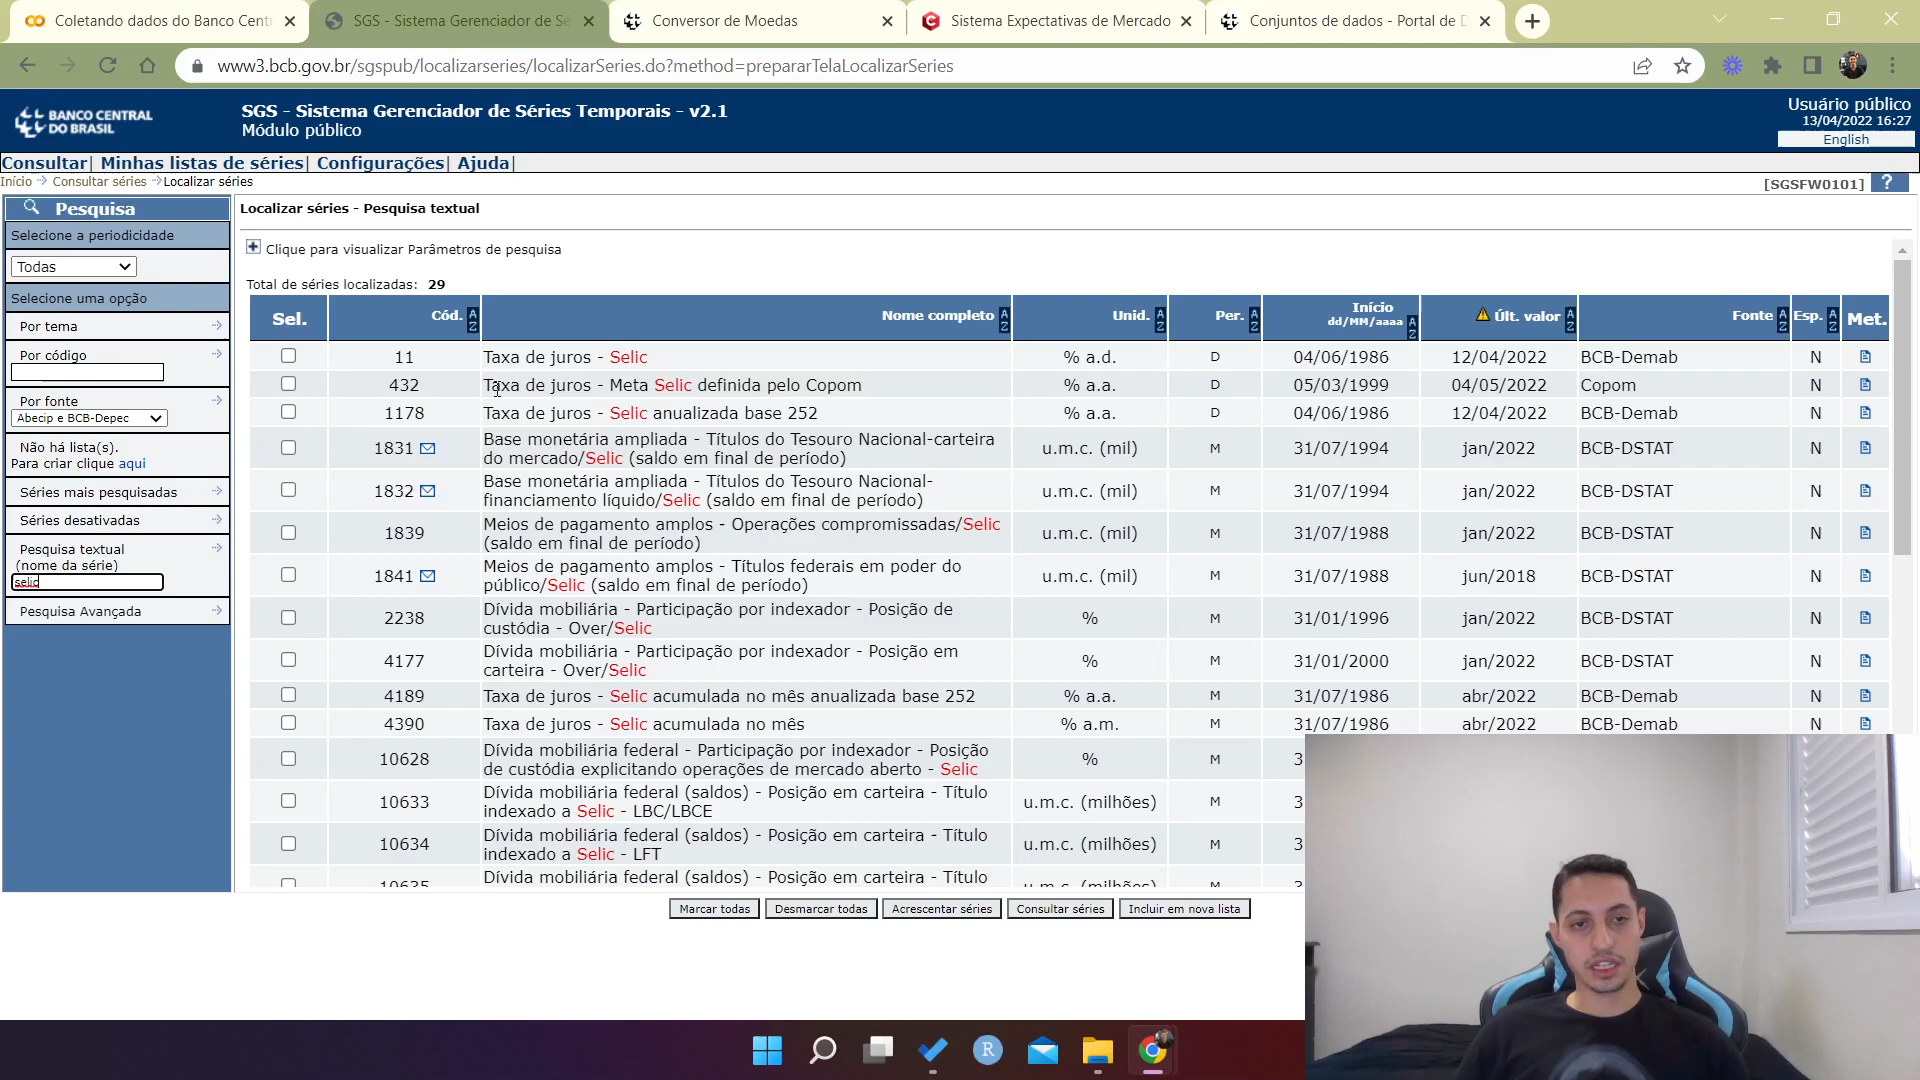 Coletando dados do Banco Centr
SGS - Sistema Gerenciador de Sé
Conversor de Moedas
Sistema Expectativas de Mercado
Conjuntos de dados - Portal de D
www3.bcb.gov.br/sgspub/localizarseries/localizarSeries.do?method=prepararTelaLocalizarSeries
BANCO CENTRAL
DO BRASIL
SGS - Sistema Gerenciador de Séries Temporais - v2.1
Módulo público
Usuário público
13/04/2022 16:27
English
Consultar| Minhas listas de séries| Configurações| Ajuda|
Início Consultar séries Localizar séries
[SGSFW0101] ?
Pesquisa
Selecione a periodicidade
Todas
Selecione uma opção
Por tema
Por código
Por fonte
Abecip e BCB-Depec
Não há lista(s).
Para criar clique aqui
Séries mais pesquisadas
Séries desativadas
Pesquisa textual
(nome da série)
selic
Pesquisa Avançada
Localizar séries - Pesquisa textual
Clique para visualizar Parâmetros de pesquisa
Total de séries localizadas: 29
Sel. Cód. Nome completo Unid. Per. Início dd/MM/aaaa Últ. valor Fonte Esp. Met.
11 Taxa de juros - Selic % a.d. D 04/06/1986 12/04/2022 BCB-Demab N
432 Taxa de juros - Meta Selic definida pelo Copom % a.a. D 05/03/1999 04/05/2022 Copom N
1178 Taxa de juros - Selic anualizada base 252 % a.a. D 04/06/1986 12/04/2022 BCB-Demab N
1831 Base monetária ampliada - Títulos do Tesouro Nacional-carteira
do mercado/Selic (saldo em final de período) u.m.c. (mil) M 31/07/1994 jan/2022 BCB-DSTAT N
1832 Base monetária ampliada - Títulos do Tesouro Nacional-
financiamento líquido/Selic (saldo em final de período) u.m.c. (mil) M 31/07/1994 jan/2022 BCB-DSTAT N
1839 Meios de pagamento amplos - Operações compromissadas/Selic
(saldo em final de período) u.m.c. (mil) M 31/07/1988 jan/2022 BCB-DSTAT N
1841 Meios de pagamento amplos - Títulos federais em poder do
público/Selic (saldo em final de período) u.m.c. (mil) M 31/07/1988 jun/2018 BCB-DSTAT N
2238 Dívida mobiliária - Participação por indexador - Posição de
custódia - Over/Selic % M 31/01/1996 jan/2022 BCB-DSTAT N
4177 Dívida mobiliária - Participação por indexador - Posição em
carteira - Over/Selic % M 31/01/2000 jan/2022 BCB-DSTAT N
4189 Taxa de juros - Selic acumulada no mês anualizada base 252 % a.a. M 31/07/1986 abr/2022 BCB-Demab N
4390 Taxa de juros - Selic acumulada no mês % a.m. M 31/07/1986 abr/2022 BCB-Demab N
10628 Dívida mobiliária federal - Participação por indexador - Posição
de custódia explicitando operações de mercado aberto - Selic % M 3
10633 Dívida mobiliária federal (saldos) - Posição em carteira - Título
indexado a Selic - LBC/LBCE u.m.c. (milhões) M 3
10634 Dívida mobiliária federal (saldos) - Posição em carteira - Título
indexado a Selic - LFT u.m.c. (milhões) M 3
10635 Dívida mobiliária federal (saldos) - Posição em carteira - Título u.m.c. (milhões) M 3
Marcar todas Desmarcar todas Acrescentar séries Consultar séries Incluir em nova lista
R